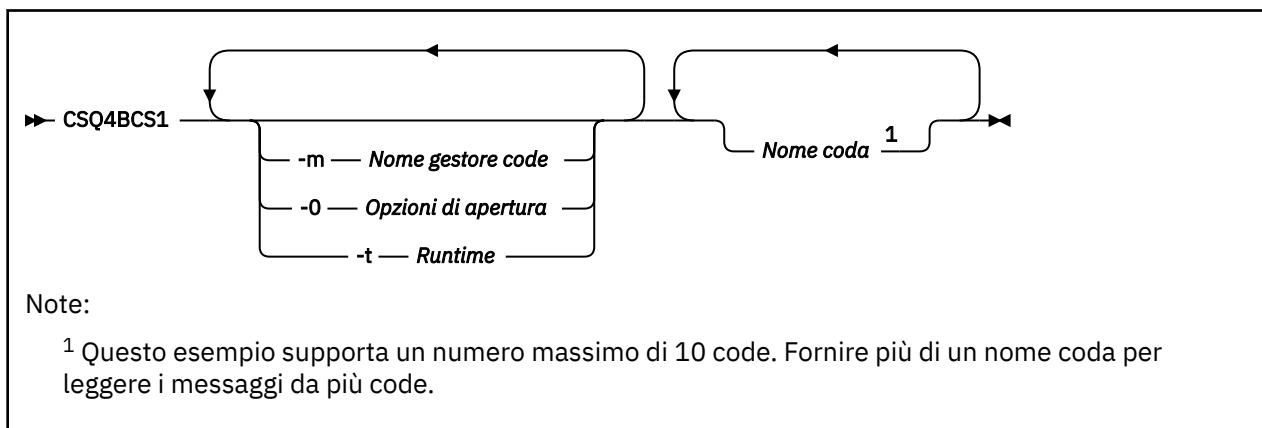 CSQ4BCS1
-m Nome gestore code
-0 Opzioni di apertura
-t Runtime
Nome coda 1
Note:
1 Questo esempio supporta un numero massimo di 10 code. Fornire più di un nome coda per
leggere i messaggi da più code.